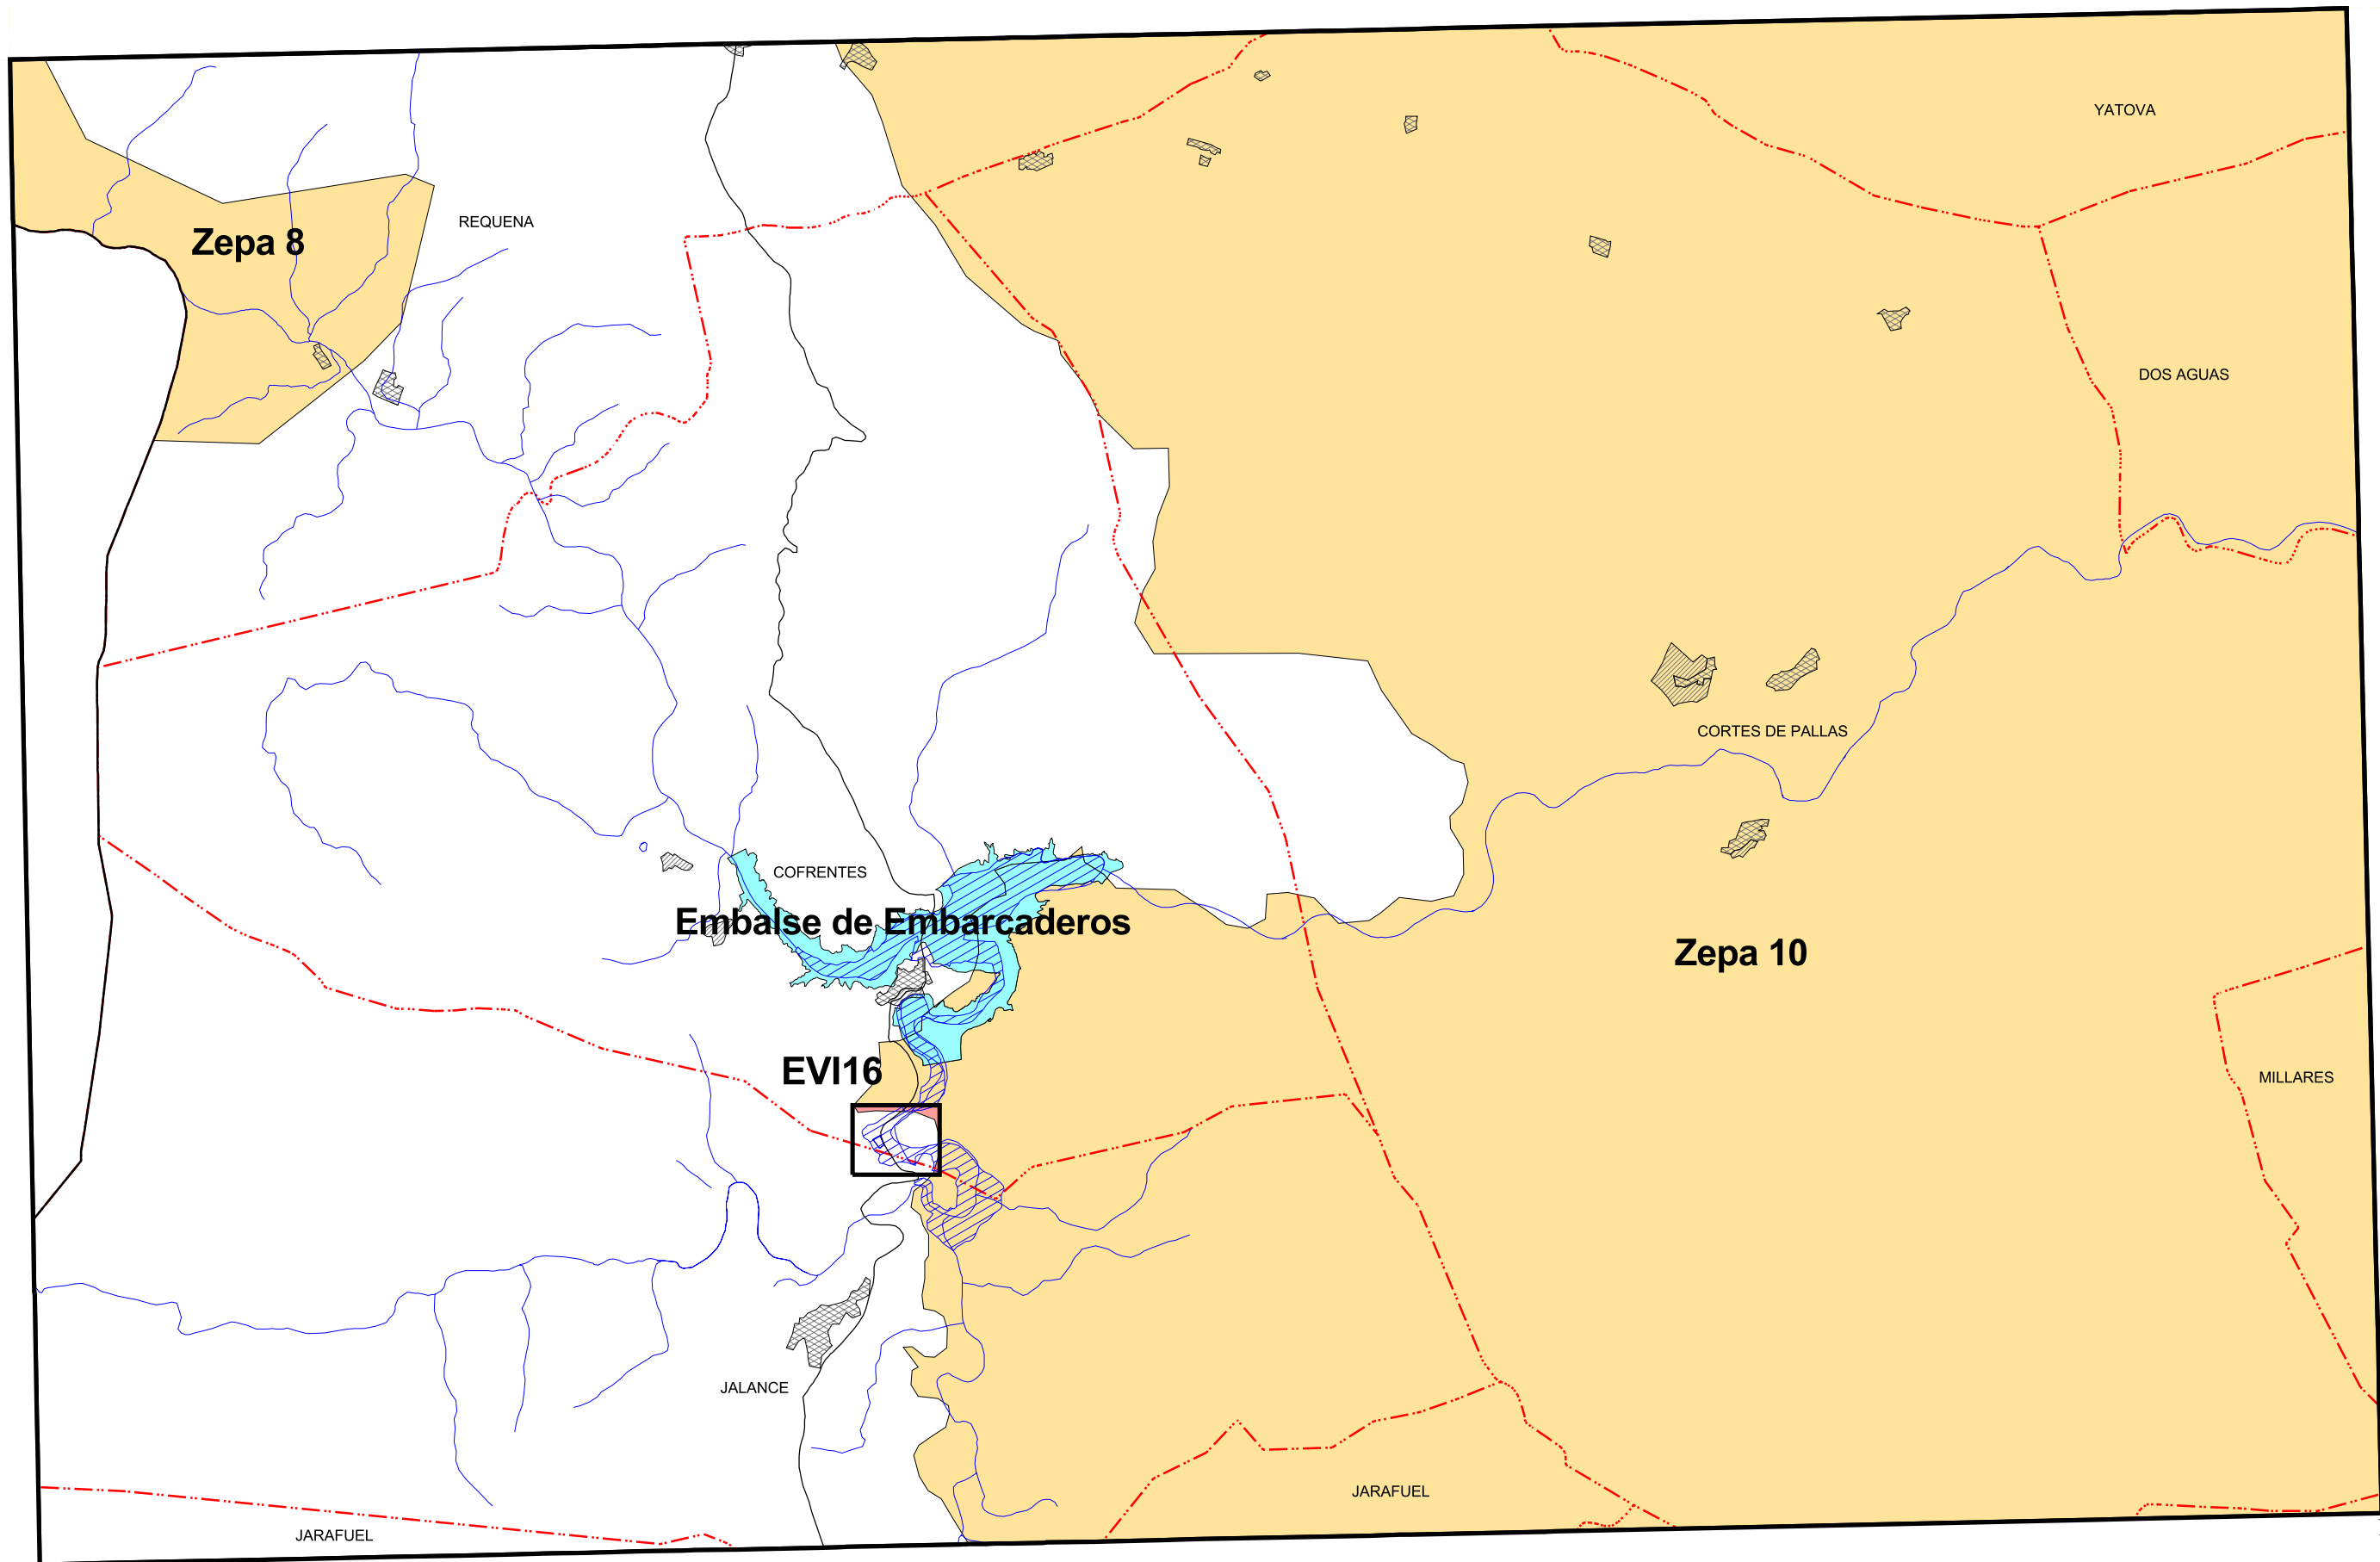 YATOVA
REQUENA
Zepa 8
DOS AGUAS
CORTES DE PALLAS
COFRENTES
Embalse de Embarcaderos
Zepa 10
EVI16
MILLARES
JALANCE
JARAFUEL
JARAFUEL